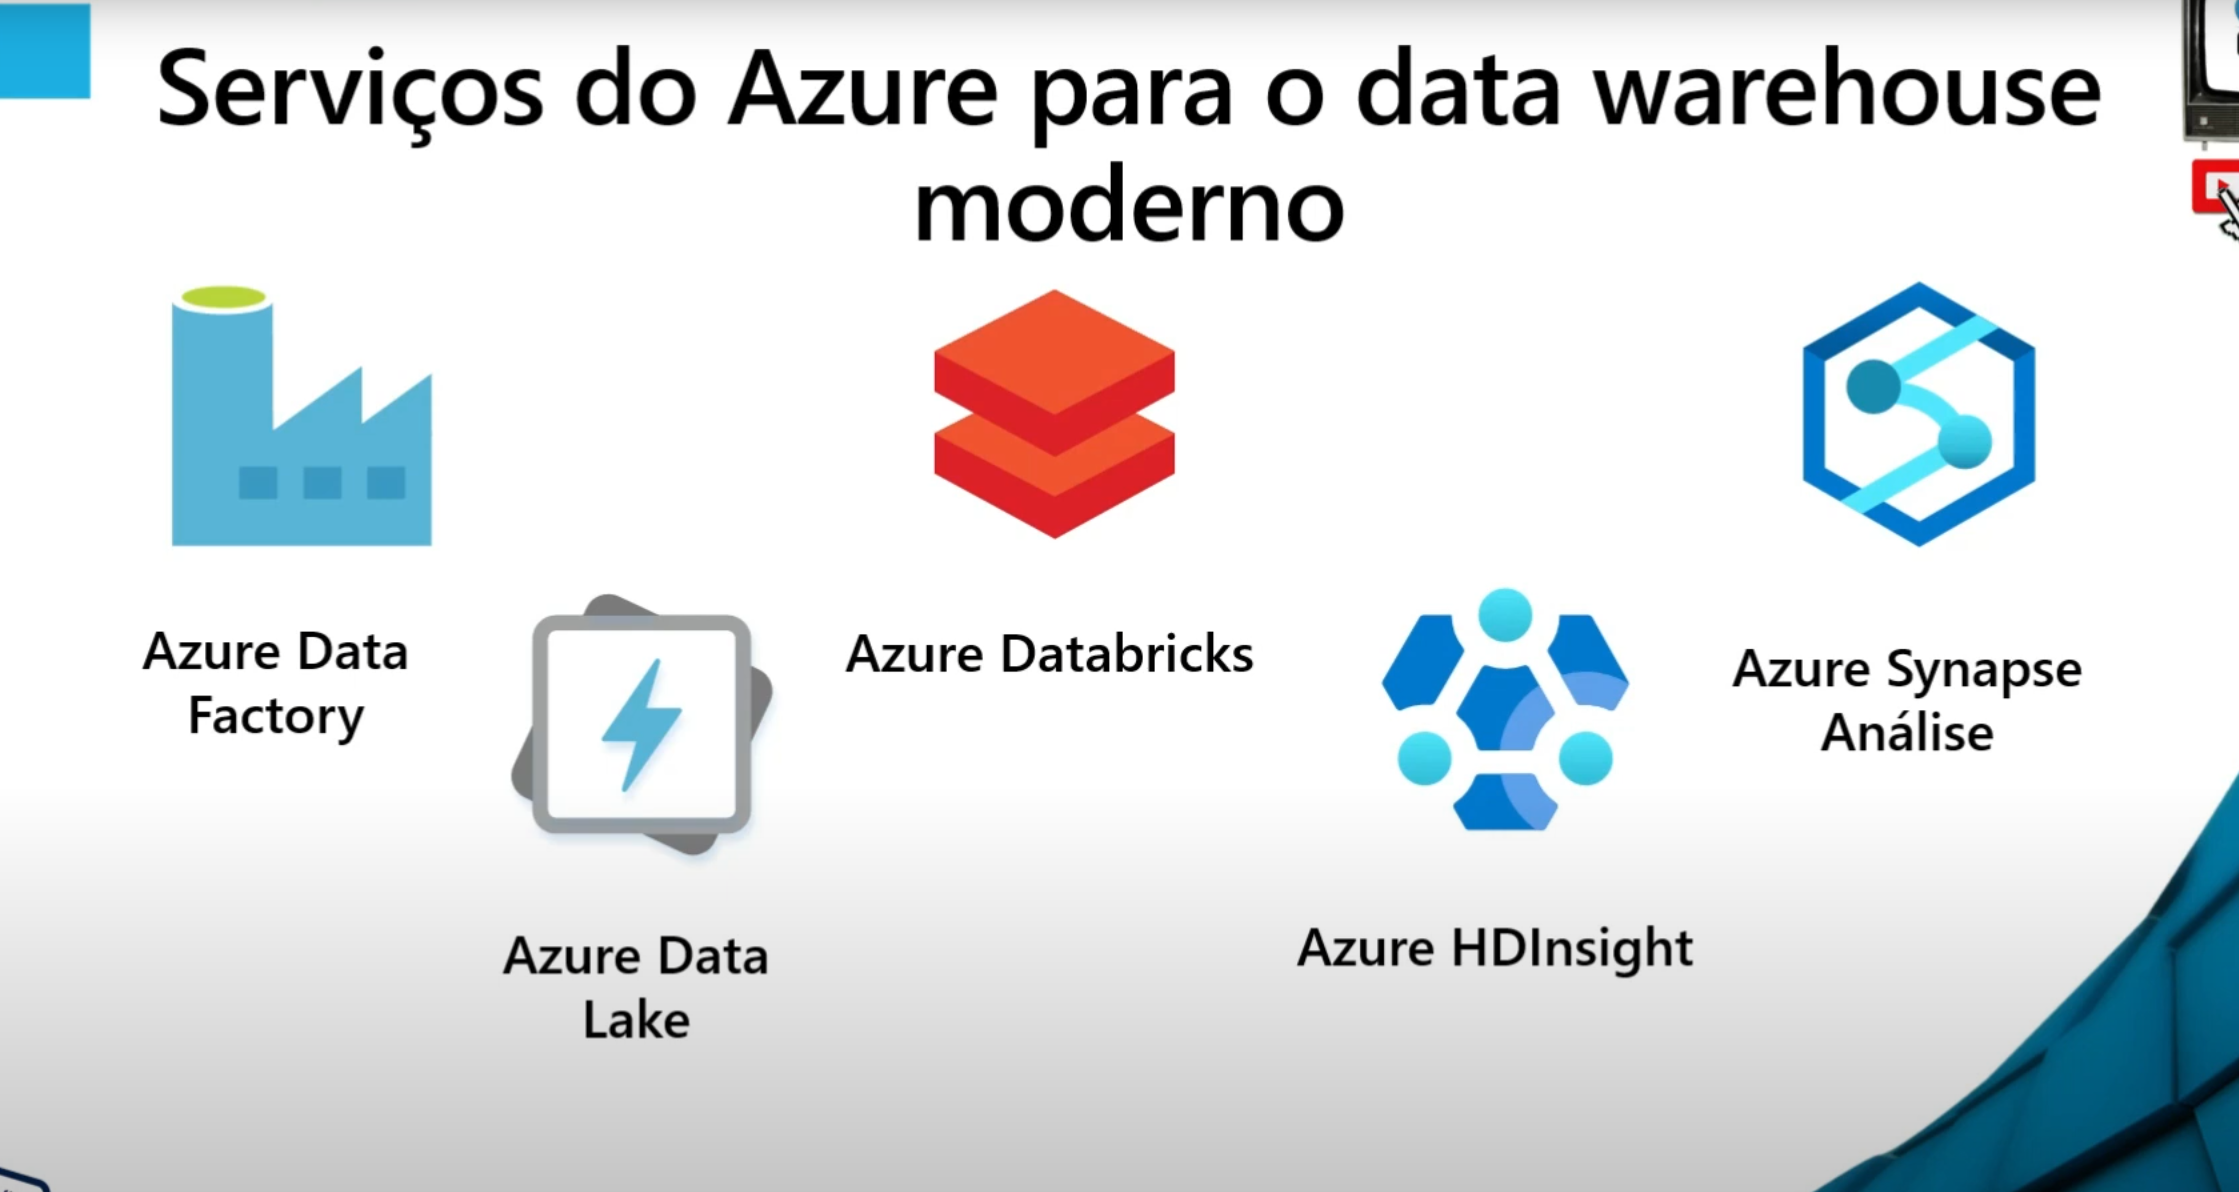 Serviços do Azure para o data warehouse
moderno
Azure Data
Factory
Azure Data
Lake
Azure Databricks
Azure HDInsight
Azure Synapse
Análise